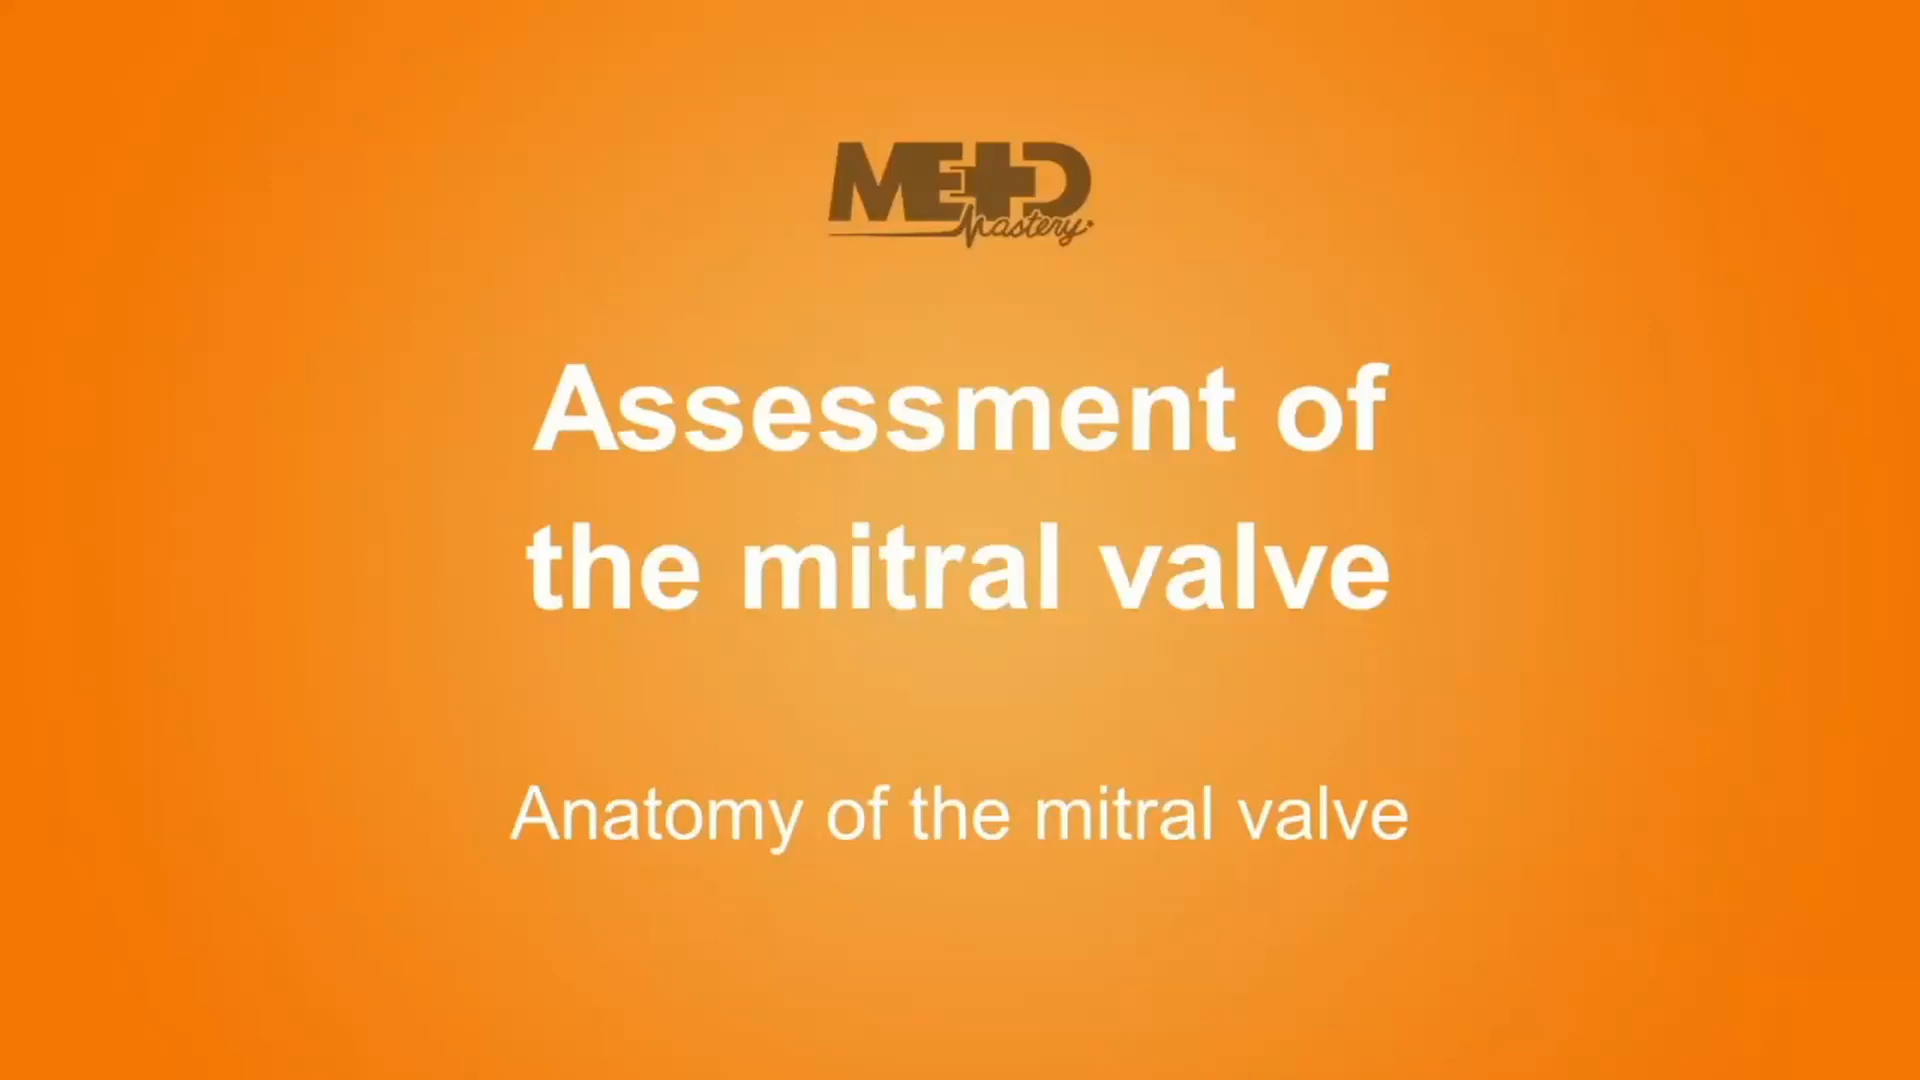 MED
Mastery
Assessment of
the mitral valve
Anatomy of the mitral valve